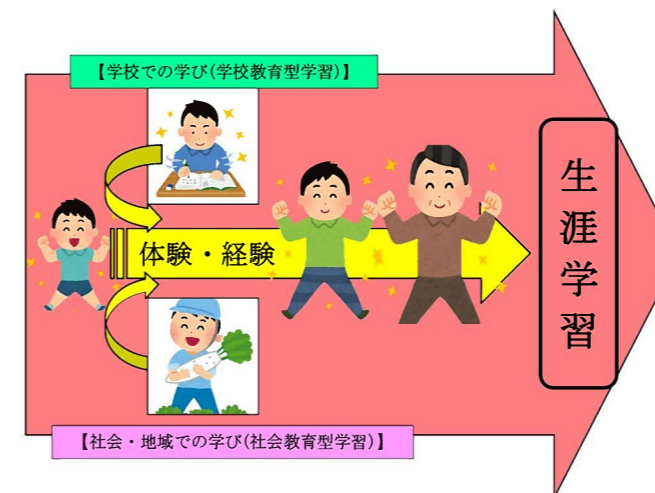 【学校での学び(学校教育型学習)】
体験・経験
生涯学習
【社会・地域での学び(社会教育型学習)】